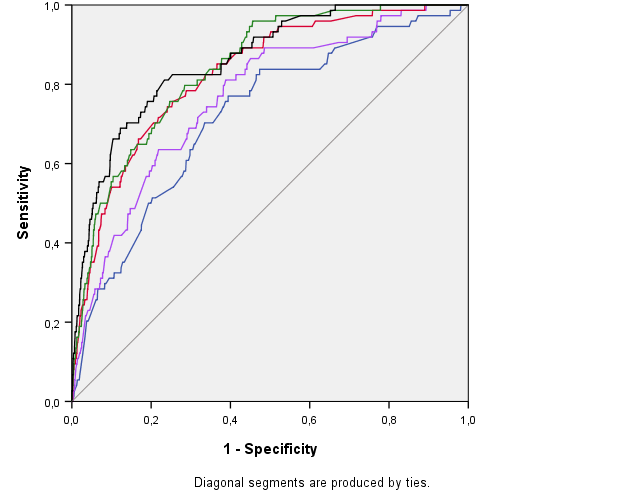 1,0
0,8
0,6
0,4
0,2
0,0
Sensitivity
0,0 0,2 0,4 0,6 0,8 1,0
1 - Specificity
Diagonal segments are produced by ties.